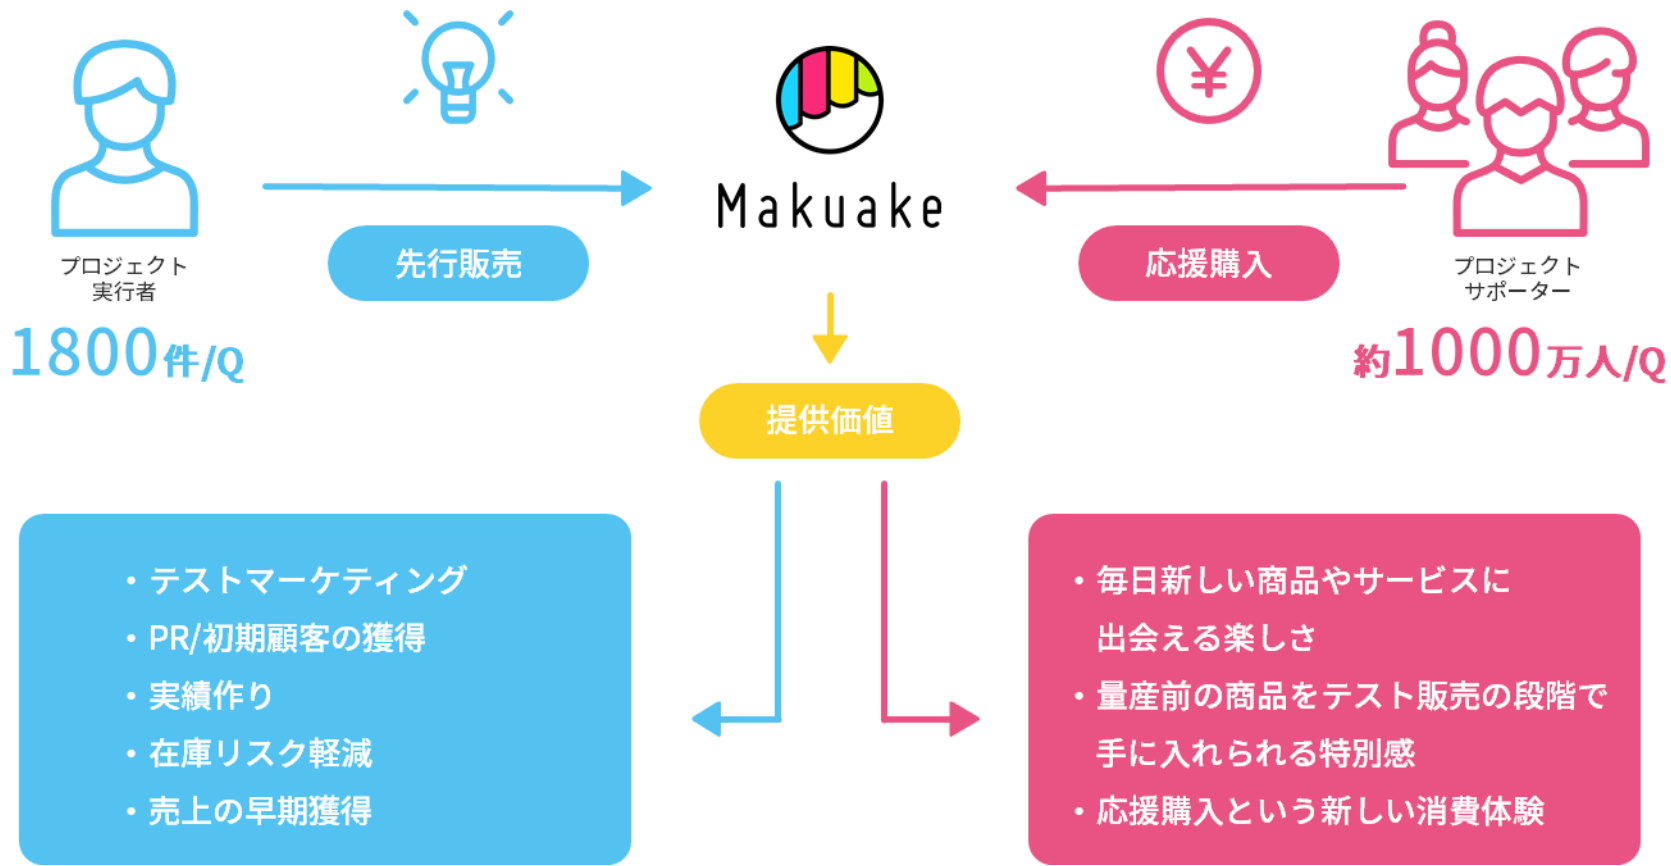 Makuake
先行販売
応援購入
プロジェクト
実行者
1800件/Q
プロジェクト
サポーター
約1000万人/Q
提供価値
・テストマーケティング
・PR/初期顧客の獲得
・実績作り
・在庫リスク軽減
・売上の早期獲得
・毎日新しい商品やサービスに
出会える楽しさ
・量産前の商品をテスト販売の段階で
手に入れられる特別感
・応援購入という新しい消費体験